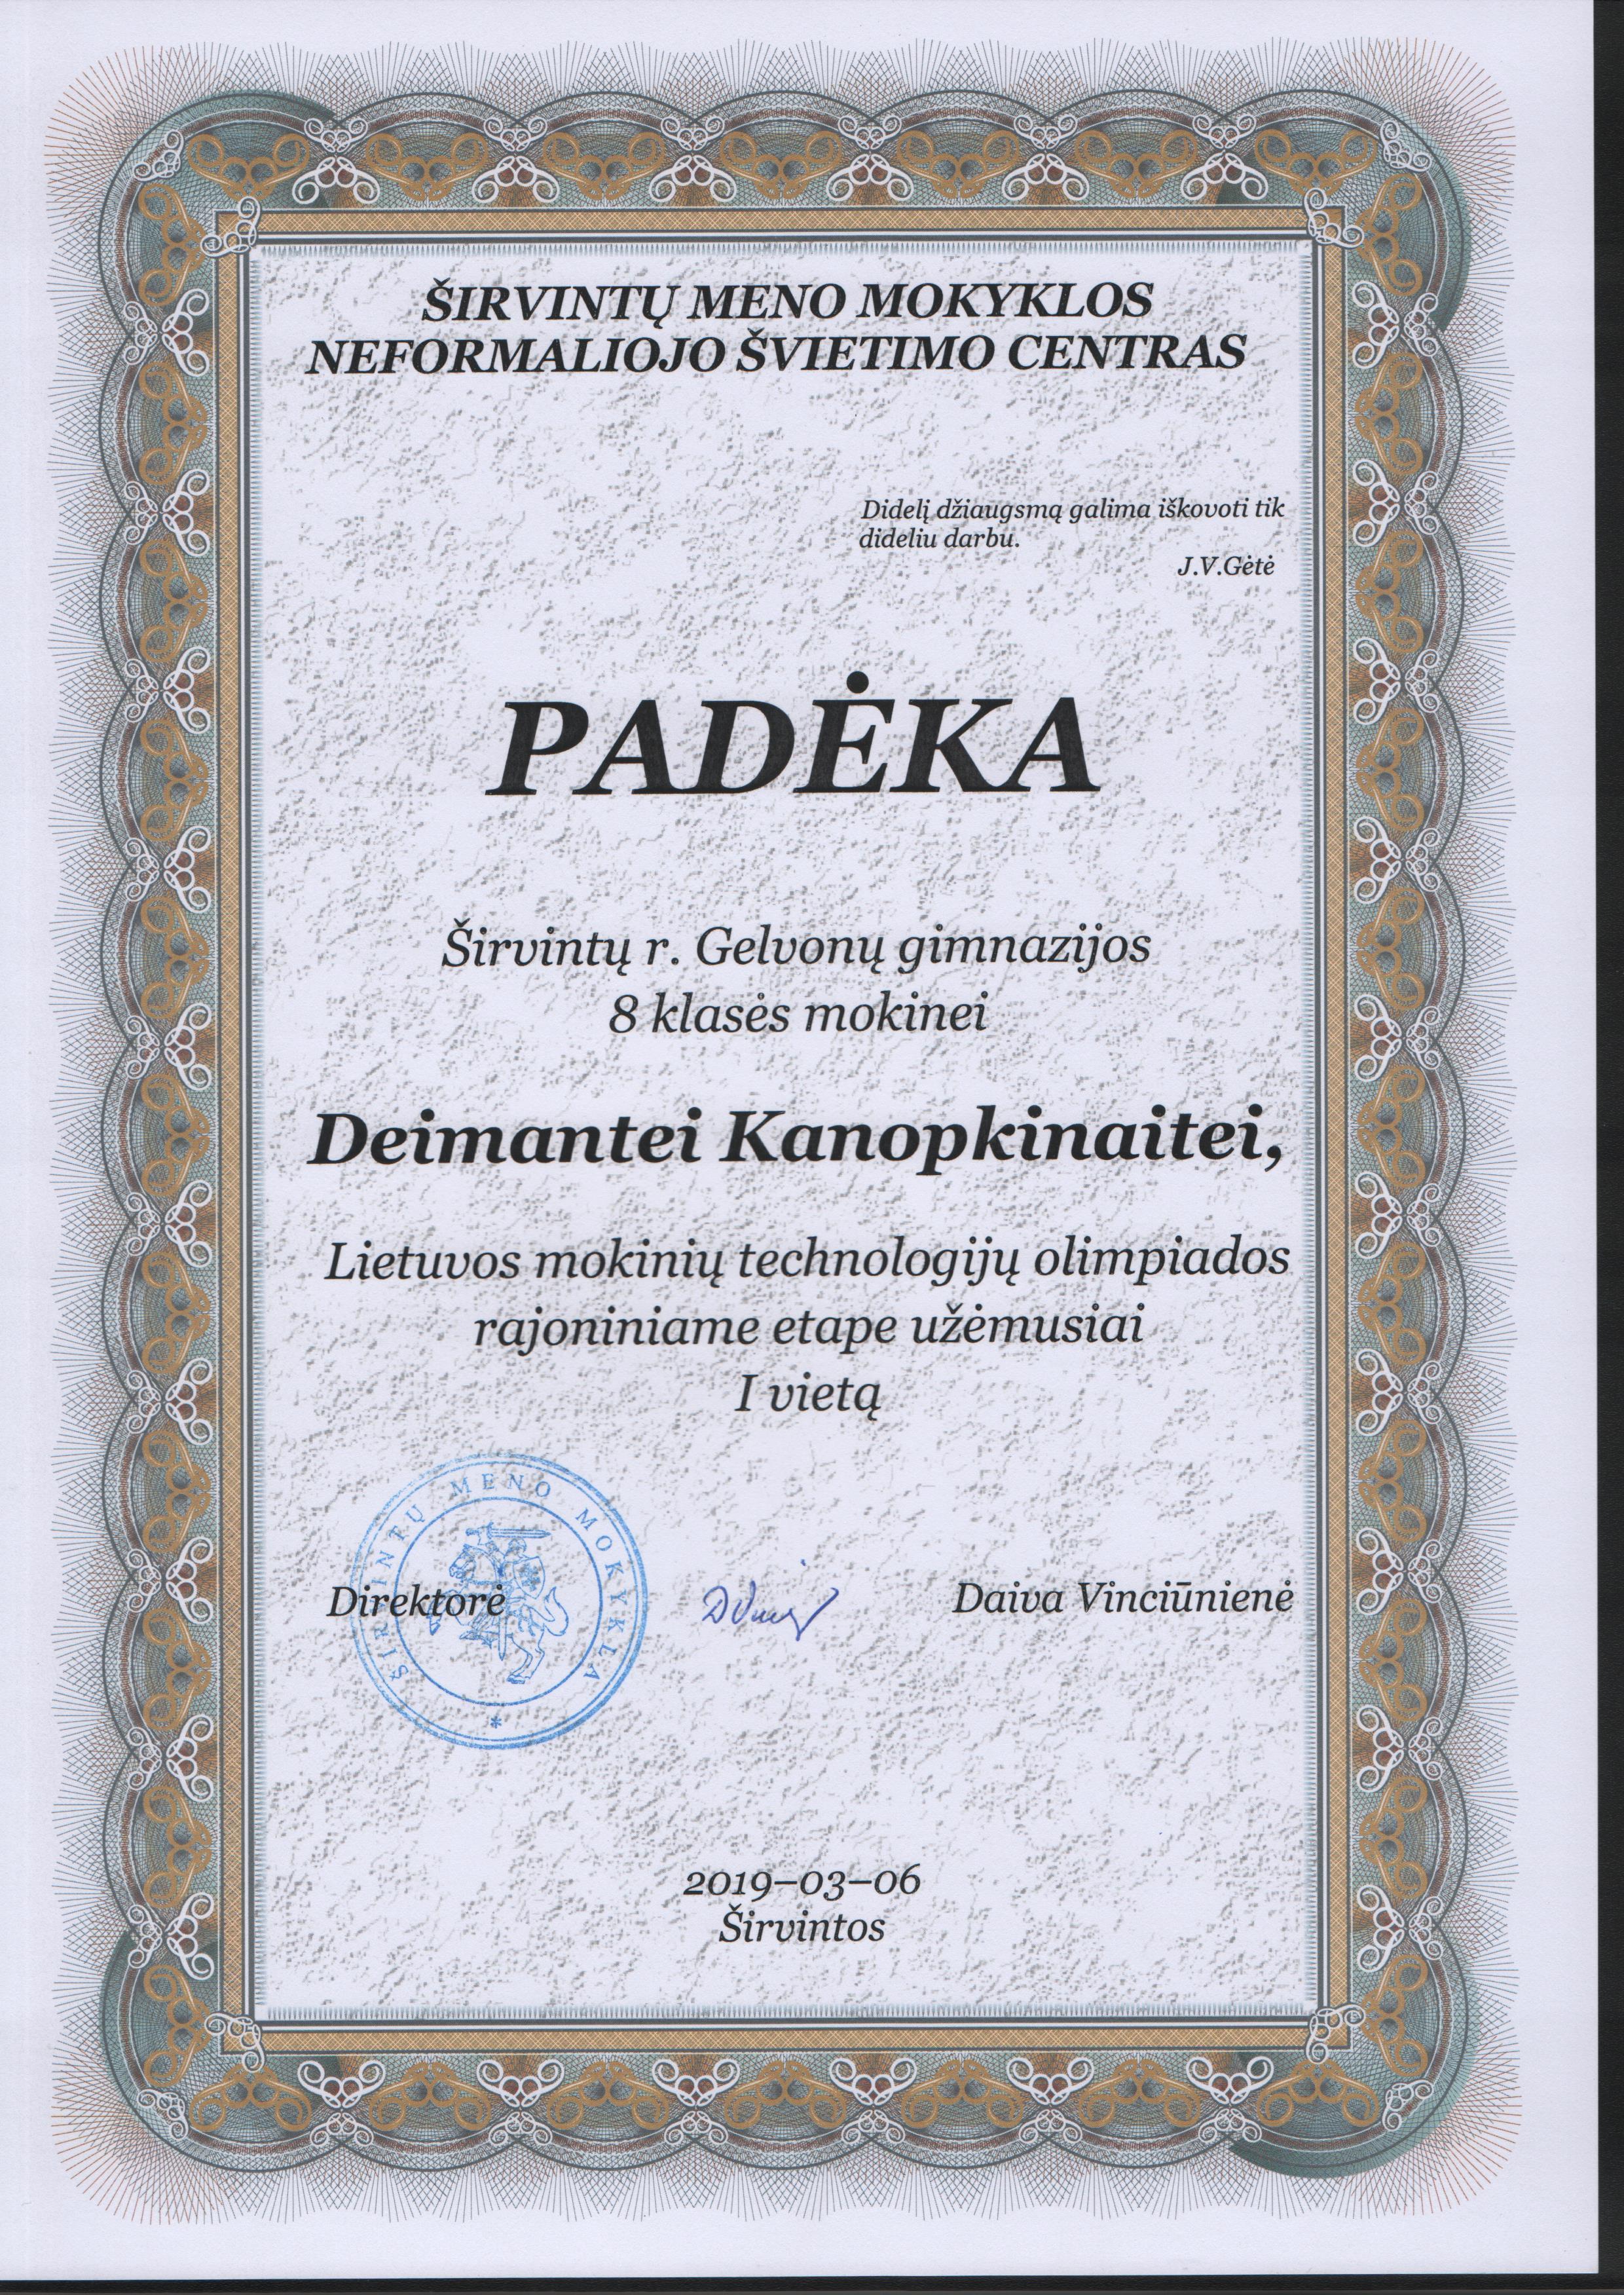 ŠIRVINTŲ MENO MOKYKLOS
NEFORMALIOJO ŠVIETIMO CENTRAS
Didelį džiaugsmą galima iškovoti tik
dideliu darbu.
J.V.Gėtė
PADĖKA
Širvintų r. Gelvonų gimnazijos
8 klasės mokinei
Deimantei Kanopkinaitei,
Lietuvos mokinių technologijų olimpiados
rajoniniame etape užėmusiai
I vietą
ŠIRVINTŲ MENO MOKYKLA *
Direktorė
Daiva Vinciūnienė
2019–03–06
Širvintos